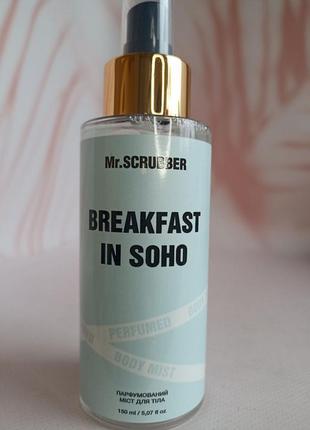 Mr.SCRUBBER
BREAKFAST
IN SOHO
PERFUMED
BODY MIST
ПАРФУМОВАНИЙ
МІСТ ДЛЯ ТІЛА
150 ml / 5,07 fl oz.